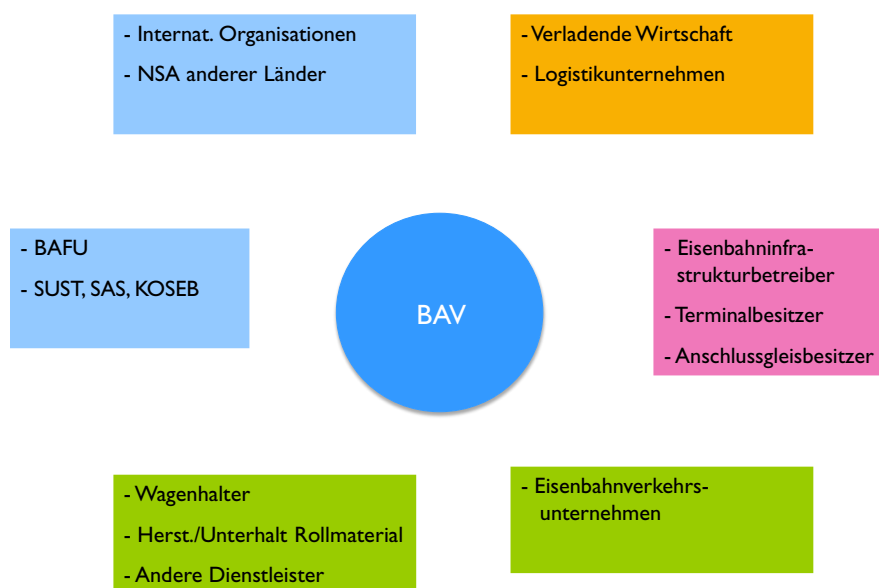 - Internat. Organisationen
- NSA anderer Länder
- Verladende Wirtschaft
- Logistikunternehmen
- BAFU
- SUST, SAS, KOSEB
BAV
- Eisenbahninfra-
strukturbetreiber
- Terminalbesitzer
- Anschlussgleisbesitzer
- Wagenhalter
- Herst./Unterhalt Rollmaterial
- Andere Dienstleister
- Eisenbahnverkehrs-
unternehmen